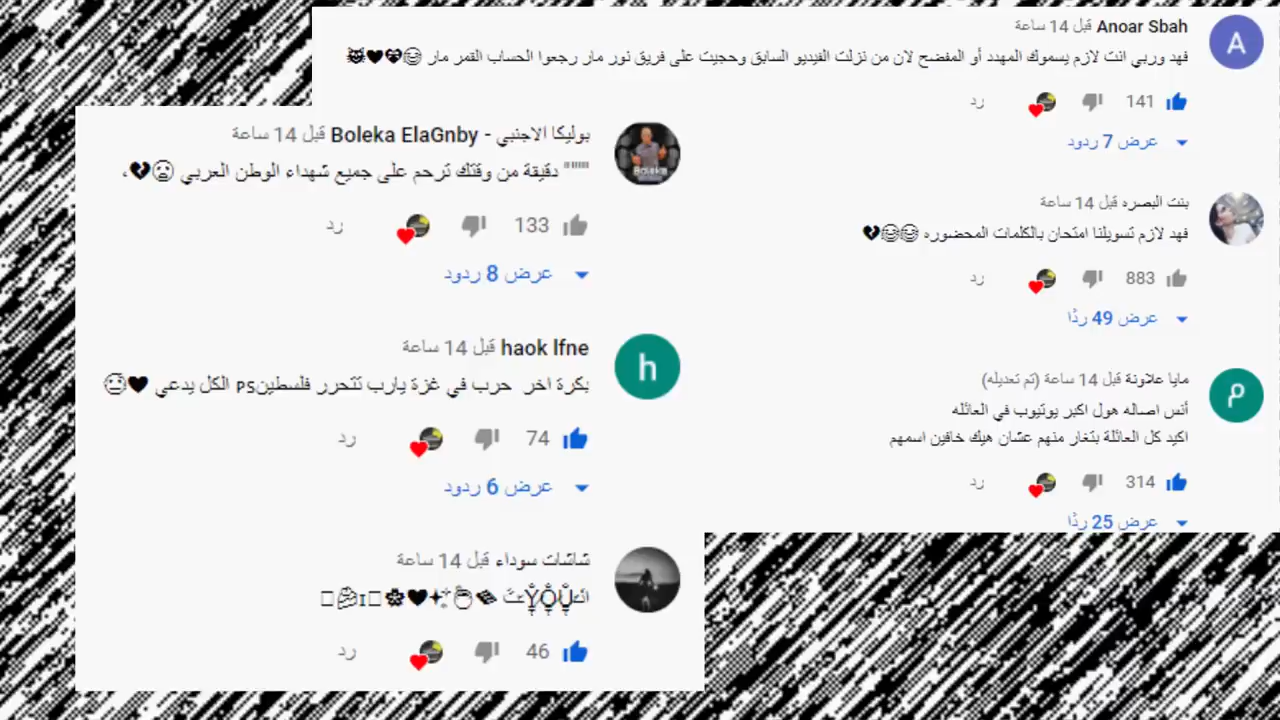 Anoar Sbah قبل 14 ساعة
فهد وربي انت لازم يسموك المهدد أو المفضح لان من نزلت الفيديو السابق وحجيت على فريق نور مار رجعوا الحساب القمر مار
141 رد
عرض 7 ردود
A
بنت البصره قبل 14 ساعة
فهد لازم تسويلنا امتحان بالكلمات المحضوره 😂😂💔
883 رد
عرض 49 ردًا
مايا علاونة قبل 14 ساعة (تم تعديله)
أنس اصاله هول اكبر يوتيوب في العائله
اكيد كل العائلة بتغار منهم عشان هيك خافين اسمهم
314 رد
عرض 25 ردًا
م
بوليكا الاجنبي - Boleka ElaGnby قبل 14 ساعة
"""" دقيقة من وقتك ترحم على جميع شهداء الوطن العربي 💔،
133 رد
عرض 8 ردود
Boleka
haok lfne قبل 14 ساعة
بكرة اخر حرب في غزة يارب تتحرر فلسطينᴘs الكل يدعي ♥
74 رد
عرض 6 ردود
h
شاشات سوداء قبل 14 ساعة
46 رد